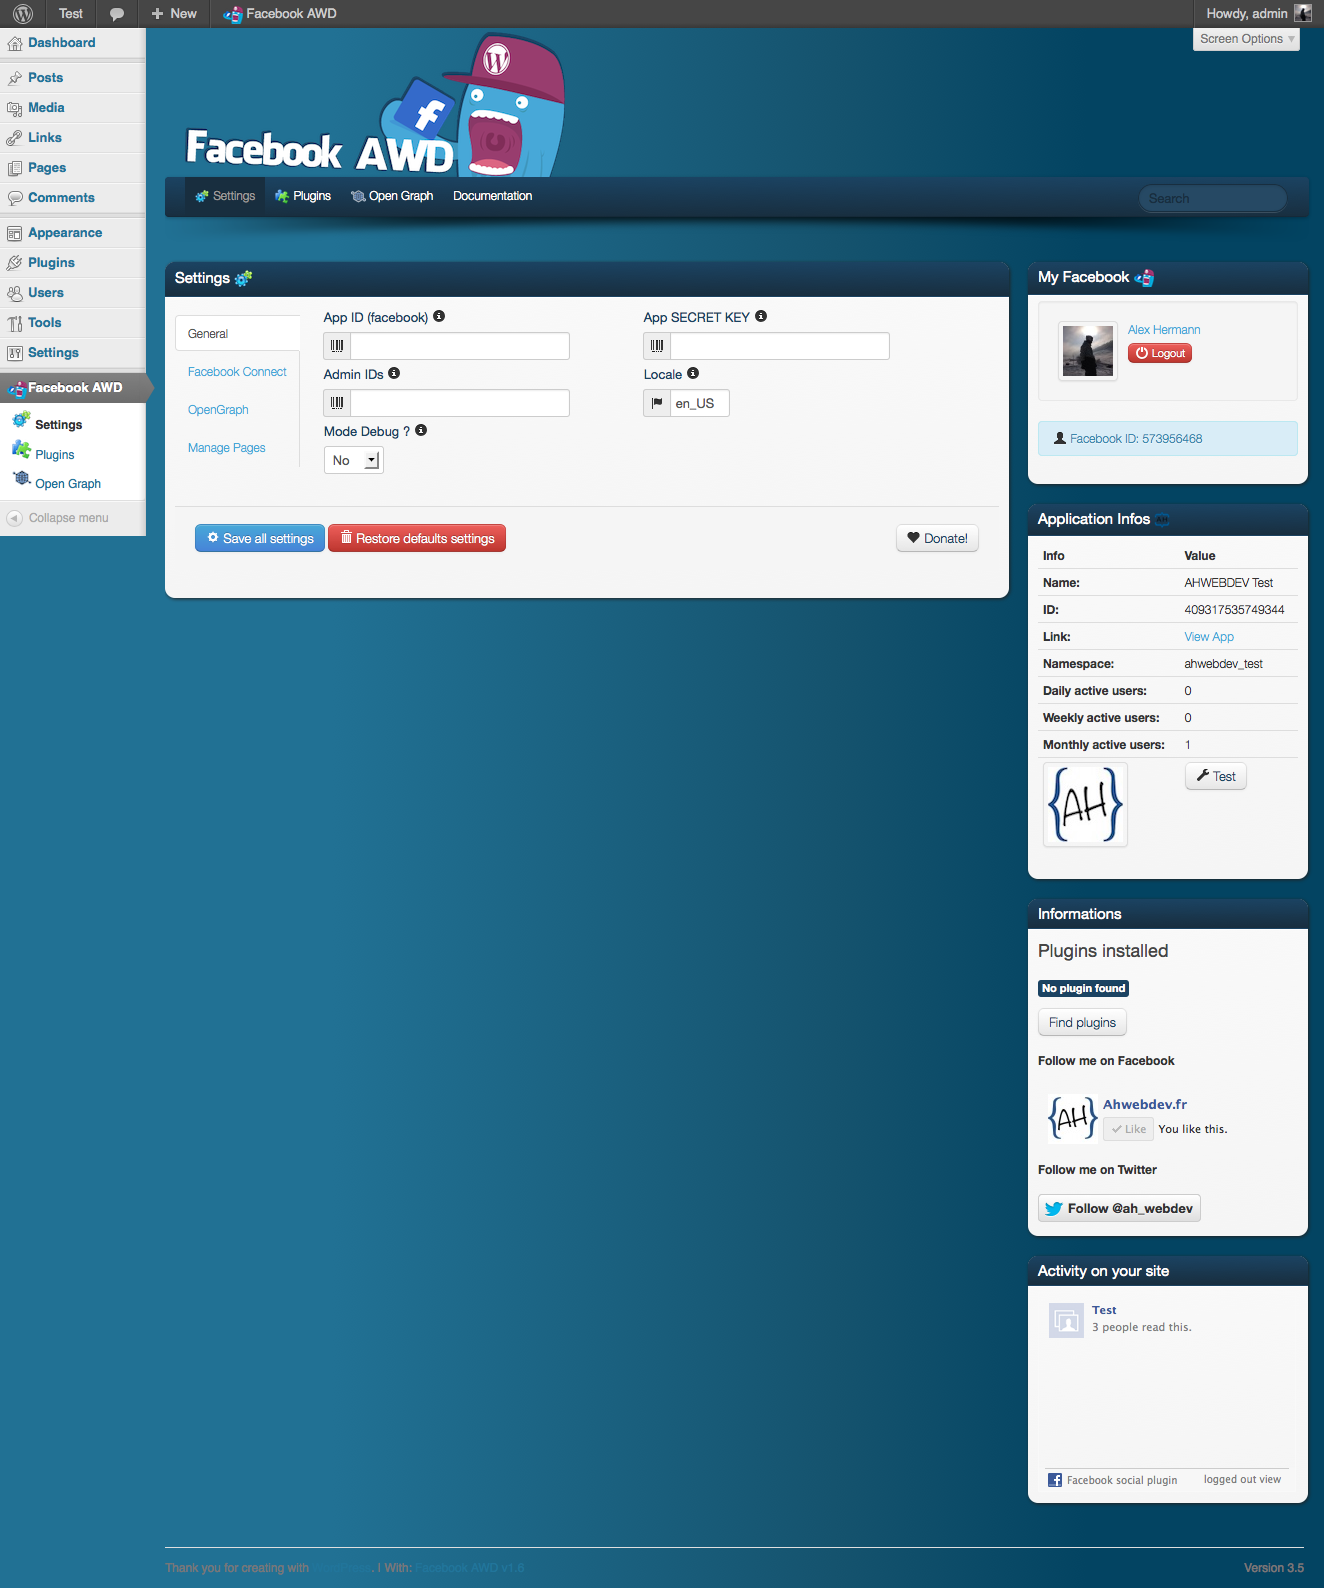 Test
New
Facebook AWD
Howdy, admin
Screen Options
Dashboard
Posts
Media
Links
Pages
Comments
Appearance
Plugins
Users
Tools
Settings
Facebook AWD
Settings
Plugins
Open Graph
Collapse menu
Facebook AWD
Settings
Plugins
Open Graph
Documentation
Search
Settings
General
Facebook Connect
OpenGraph
Manage Pages
App ID (facebook)
App SECRET KEY
Admin IDs
Locale
en_US
Mode Debug ?
No
Save all settings
Restore defaults settings
Donate!
My Facebook
Alex Hermann
Logout
Facebook ID: 573956468
Application Infos
Info Value
Name: AHWEBDEV Test
ID: 409317535749344
Link: View App
Namespace: ahwebdev_test
Daily active users: 0
Weekly active users: 0
Monthly active users: 1
{AH}
Test
Informations
Plugins installed
No plugin found
Find plugins
Follow me on Facebook
{AH}
Ahwebdev.fr
Like You like this.
Follow me on Twitter
Follow @ah_webdev
Activity on your site
Test
3 people read this.
Facebook social plugin
logged out view
Thank you for creating with . | With: Facebook AWD v1.6
Version 3.5